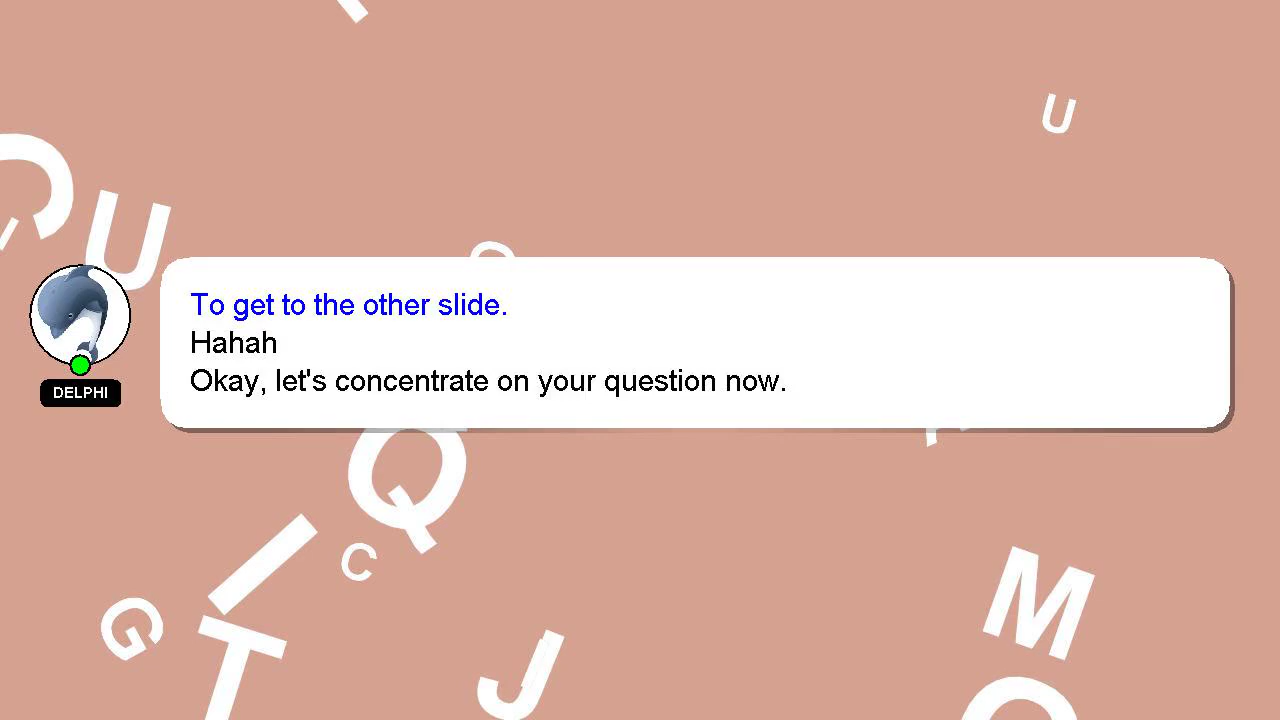 U
U
To get to the other slide.
Hahah
Okay, let's concentrate on your question now.
DELPHI
Q
I
C
G
T
J
M